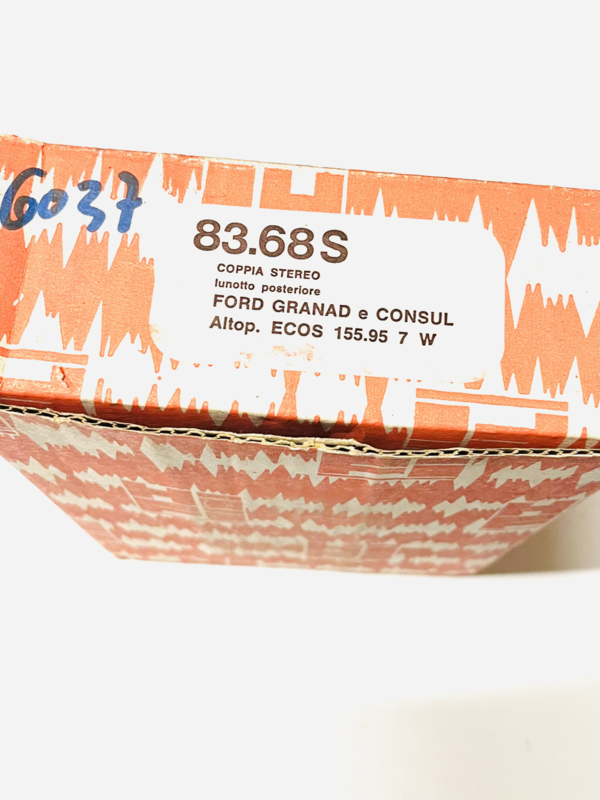 6037
83.68S
COPPIA STEREO
lunotto posteriore
FORD GRANAD e CONSUL
Altop. ECOS 155.95 7 W